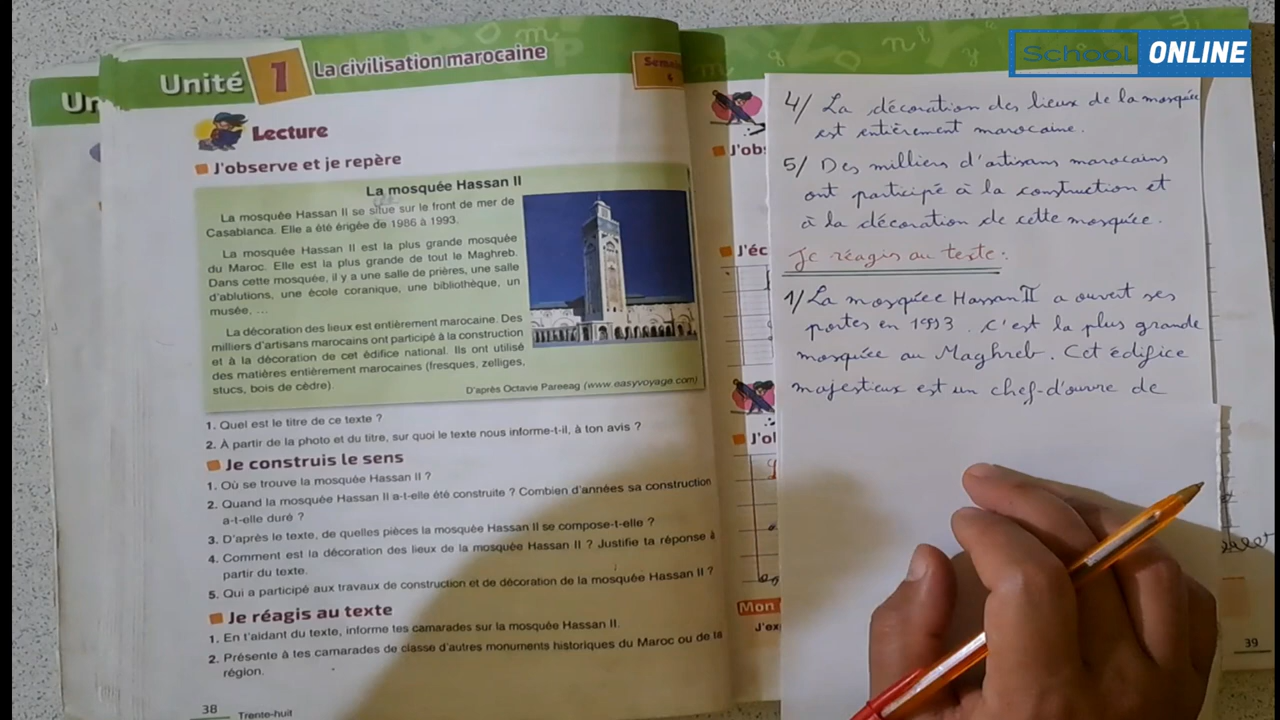 School ONLINE
Un
Unité 1 La civilisation marocaine
Lecture
J'observe et je repère
La mosquée Hassan II
La mosquée Hassan II se situe sur le front de mer de
Casablanca. Elle a été érigée de 1986 à 1993.
La mosquée Hassan II est la plus grande mosquée
du Maroc. Elle est la plus grande de tout le Maghreb.
Dans cette mosquée, il y a une salle de prières, une salle
d'ablutions, une école coranique, une bibliothèque, un
musée, ...
La décoration des lieux est entièrement marocaine. Des
milliers d'artisans marocains ont participé à la construction
et à la décoration de cet édifice national. Ils ont utilisé
des matières entièrement marocaines (fresques, zelliges,
stucs, bois de cèdre).
D'après Octavie Pareeag (www.easyvoyage.com)
1. Quel est le titre de ce texte ?
2. À partir de la photo et du titre, sur quoi le texte nous informe-t-il, à ton avis ?
Je construis le sens
1. Où se trouve la mosquée Hassan II ?
2. Quand la mosquée Hassan II a-t-elle été construite ? Combien d'années sa construction
a-t-elle duré ?
3. D'après le texte, de quelles pièces la mosquée Hassan II se compose-t-elle ?
4. Comment est la décoration des lieux de la mosquée Hassan II ? Justifie ta réponse à
partir du texte.
5. Qui a participé aux travaux de construction et de décoration de la mosquée Hassan II ?
Je réagis au texte
1. En t'aidant du texte, informe tes camarades sur la mosquée Hassan II.
2. Présente à tes camarades de classe d'autres monuments historiques du Maroc ou de ta
région.
38 Trente-huit
4/ La décoration des lieux de la mosquée
est entièrement marocaine.
5/ Des milliers d'artisans marocains
ont participé à la construction et
à la décoration de cette mosquée.
Je réagis au texte:
1/ La mosquée Hassan II a ouvert ses
portes en 1993. C'est la plus grande
mosquée au Maghreb. Cet édifice
majestieux est un chef-d'ouvre de
J'obs
J'éc
J'ol
Mon
J'ex
39